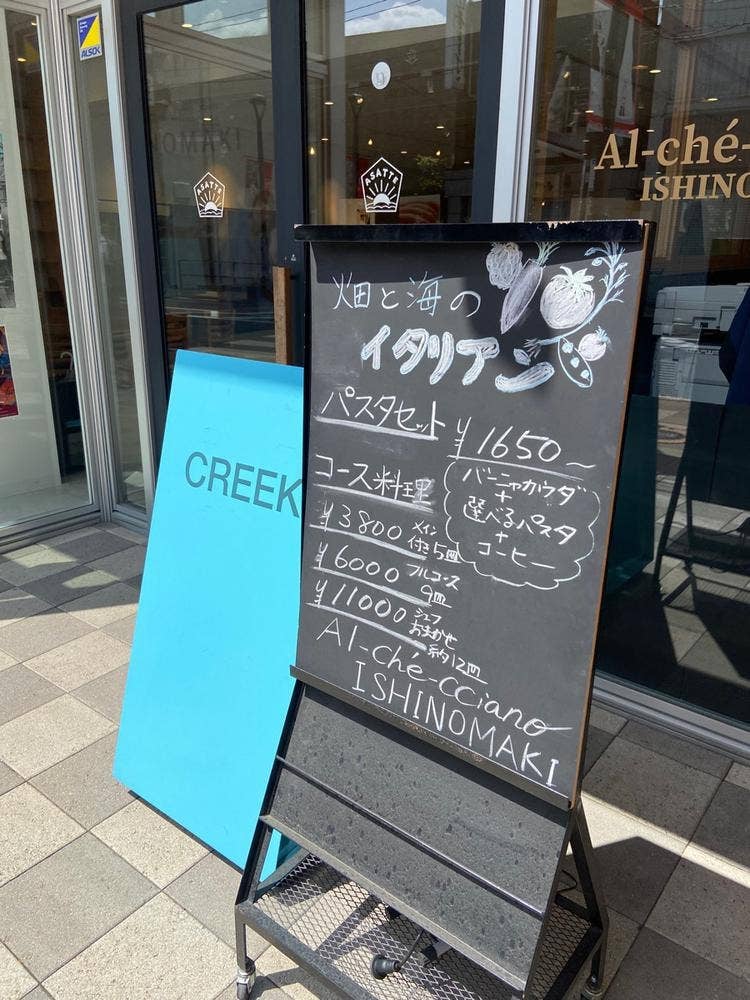 ALSOK
ASATTE
ASATTE
Al-ché-
ISHINO
CREEK
畑と海の
イタリアン
パスタセット ¥1650~
バーニャカウダ
+
選べるパスタ
+
コーヒー
コース料理
¥3800 メイン付き5皿
¥6000 フルコース9皿
¥11000 シェフおまかせ約12皿
Al-ché-cciano
ISHINOMAKI